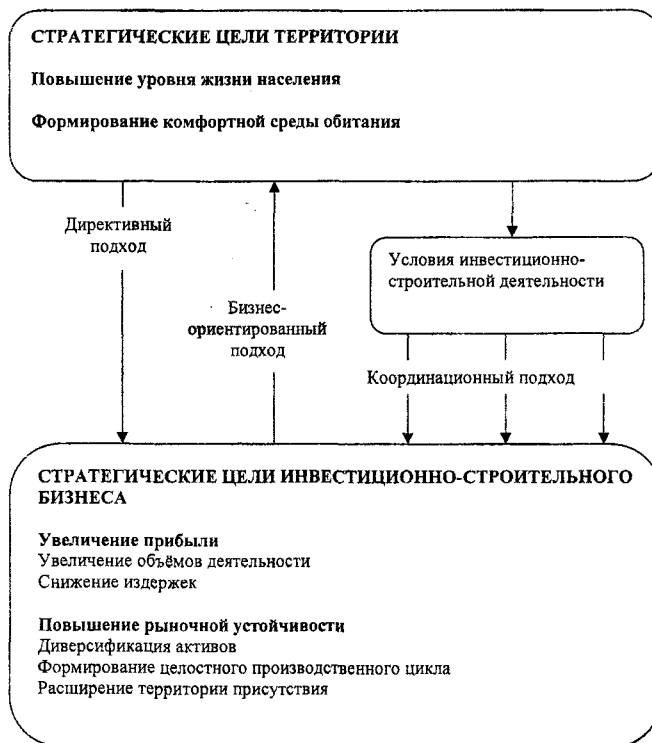 СТРАТЕГИЧЕСКИЕ ЦЕЛИ ТЕРРИТОРИИ
Повышение уровня жизни населения
Формирование комфортной среды обитания
Директивный
подход
Бизнес-
ориентированный
подход
Условия инвестиционно-
строительной деятельности
Координационный подход
СТРАТЕГИЧЕСКИЕ ЦЕЛИ ИНВЕСТИЦИОННО-СТРОИТЕЛЬНОГО
БИЗНЕСА
Увеличение прибыли
Увеличение объёмов деятельности
Снижение издержек
Повышение рыночной устойчивости
Диверсификация активов
Формирование целостного производственного цикла
Расширение территории присутствия